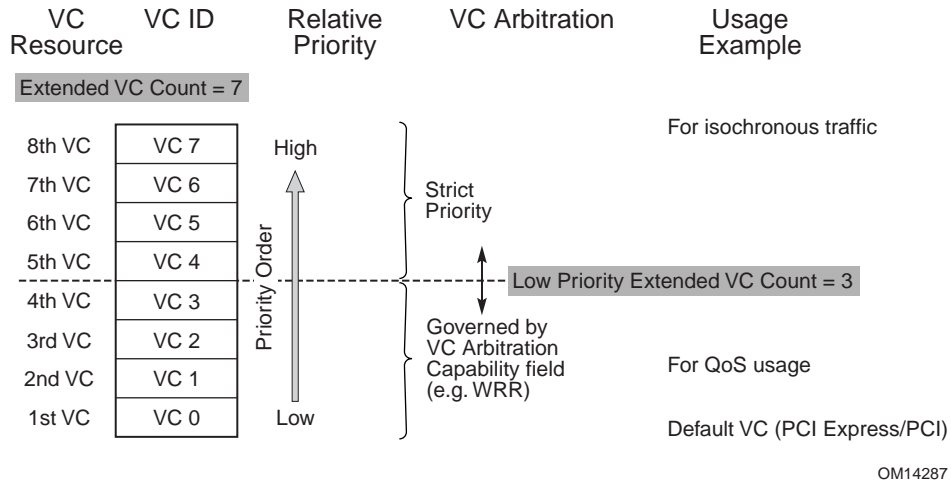 VC Resource
VC ID
Relative Priority
VC Arbitration
Usage Example
Extended VC Count = 7
8th VC
VC 7
High
For isochronous traffic
7th VC
VC 6
6th VC
VC 5
5th VC
VC 4
Strict
Priority
Priority Order
Low Priority Extended VC Count = 3
4th VC
VC 3
3rd VC
VC 2
2nd VC
VC 1
1st VC
VC 0
Low
Governed by
VC Arbitration
Capability field
(e.g. WRR)
For QoS usage
Default VC (PCI Express/PCI)
OM14287